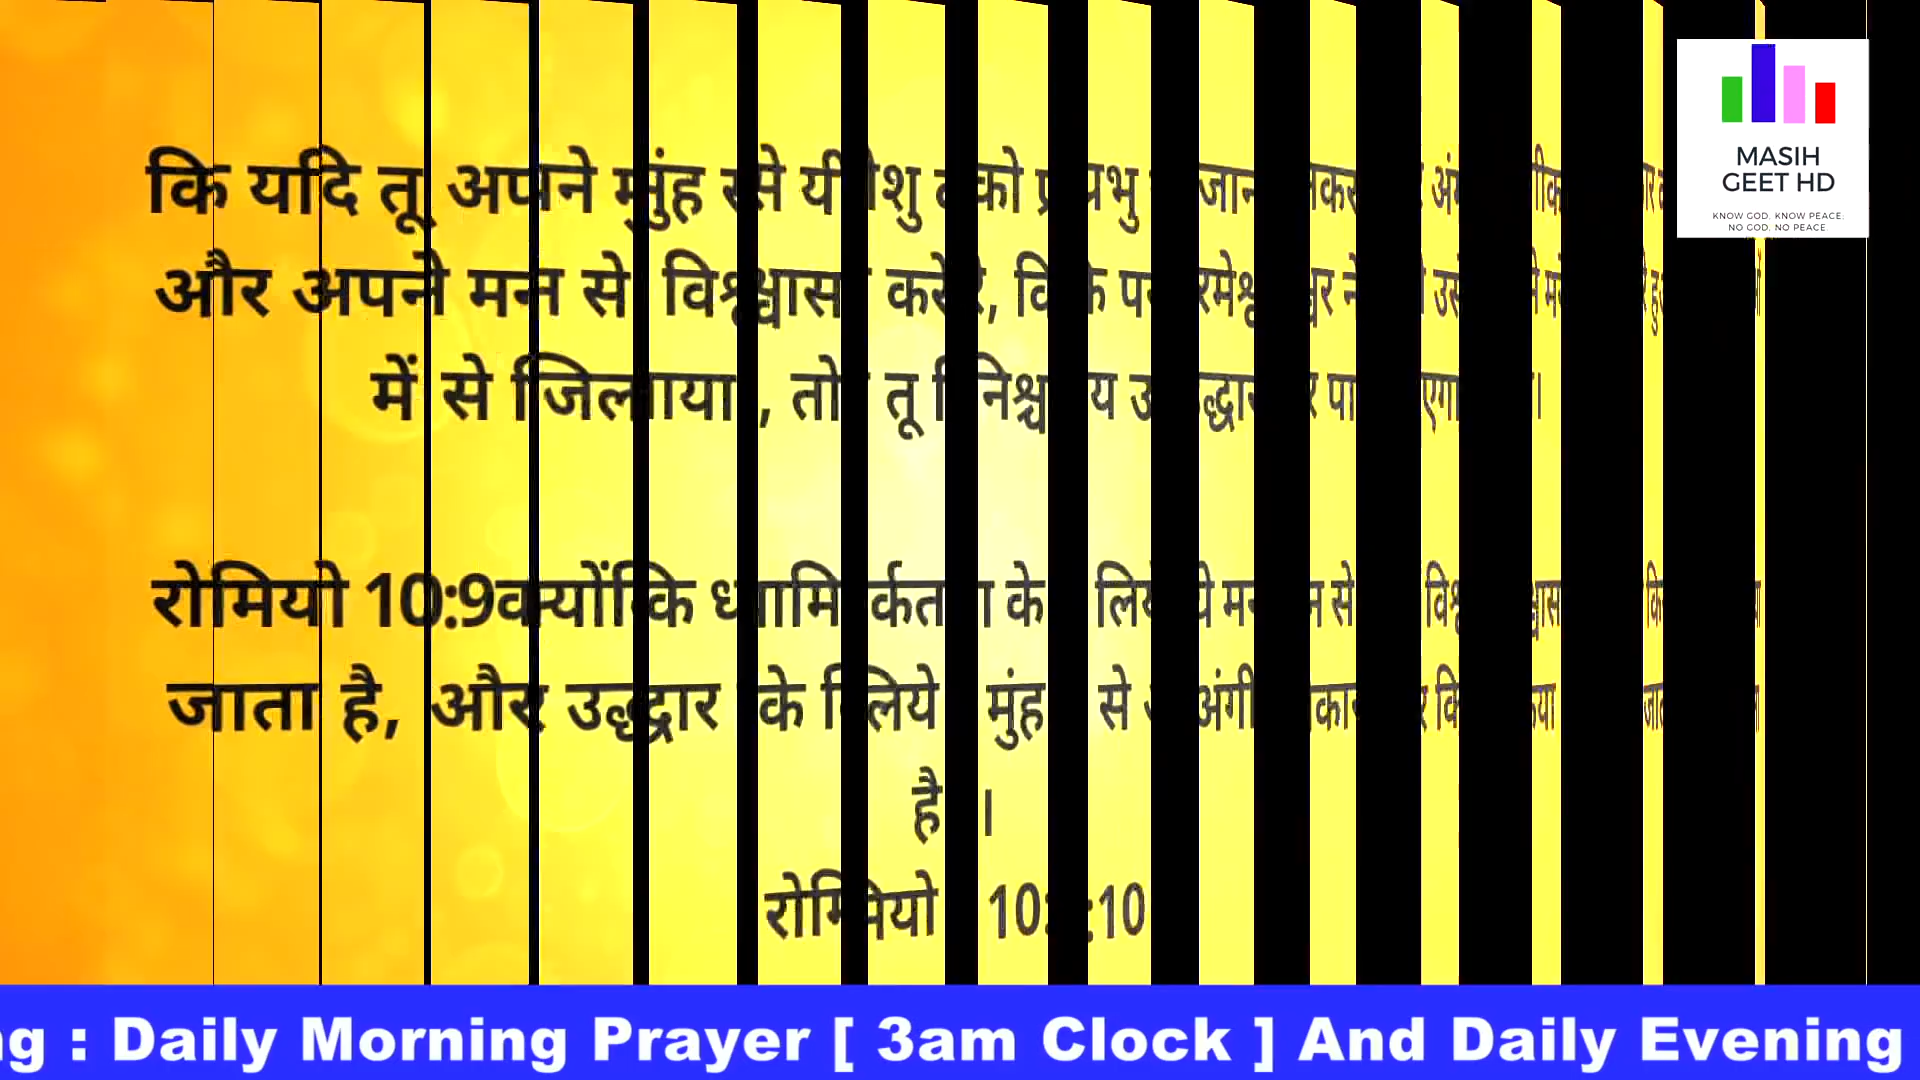 कि यदि तू अपने मुंह से यीशु को प्रभु जानकर अंगीकार करे
और अपने मन से विश्वास करे, कि परमेश्वर ने उसे मरे हुओं
में से जिलाया, तो तू निश्चय उद्धार पाएगा।
रोमियो 10:9क्योंकि धार्मिकता के लिये मन से विश्वास किया
जाता है, और उद्धार के लिये मुंह से अंगीकार किया जाता
है ।
रोमियो 10:10
MASIH
GEET HD
KNOW GOD. KNOW PEACE.
NO GOD. NO PEACE
ng : Daily Morning Prayer [ 3am Clock ] And Daily Evening